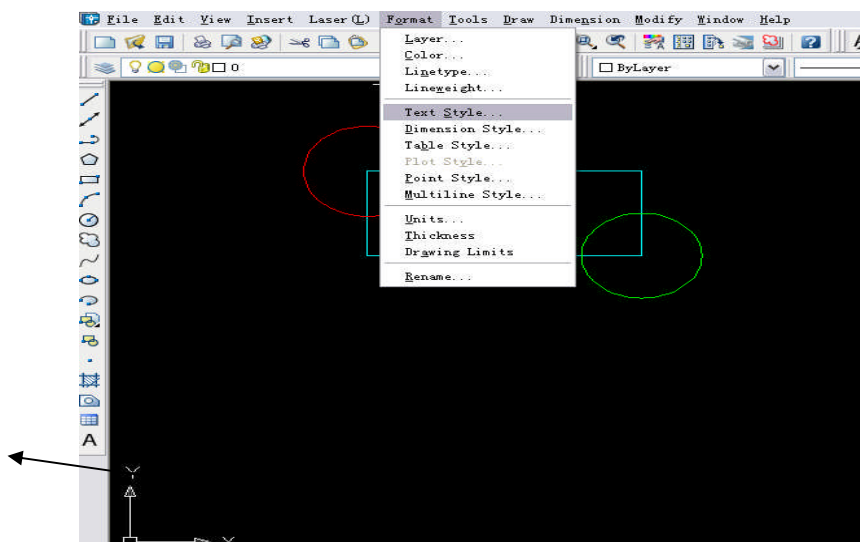 File Edit View Insert Laser(L) Format Tools Draw Dimension Modify Window Help
0
ByLayer
Layer...
Color...
Linetype...
Lineweight...
Text Style...
Dimension Style...
Table Style...
Plot Style...
Point Style...
Multiline Style...
Units...
Thickness
Drawing Limits
Rename...
A
Y
X